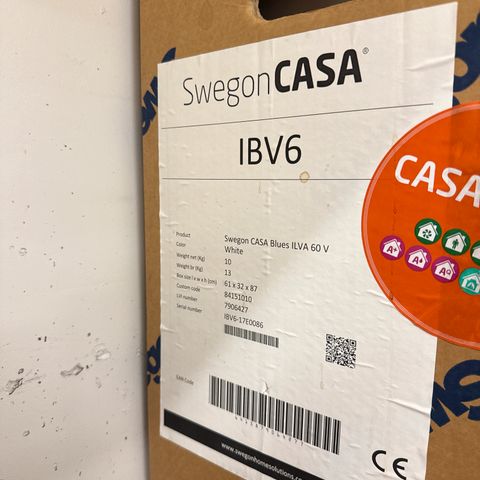 SwegonCASA®
IBV6
Product Swegon CASA Blues ILVA 60 V
Color White
Weight net (Kg) 10
Weight br (Kg) 13
Box size l x w x h (cm) 61 x 32 x 87
Custom code 84151010
LVI number 7906427
Serial number IBV6-17E0086
EAN Code
www.swegonhomesolutions.com
CE
CASA
A+ A+ A+